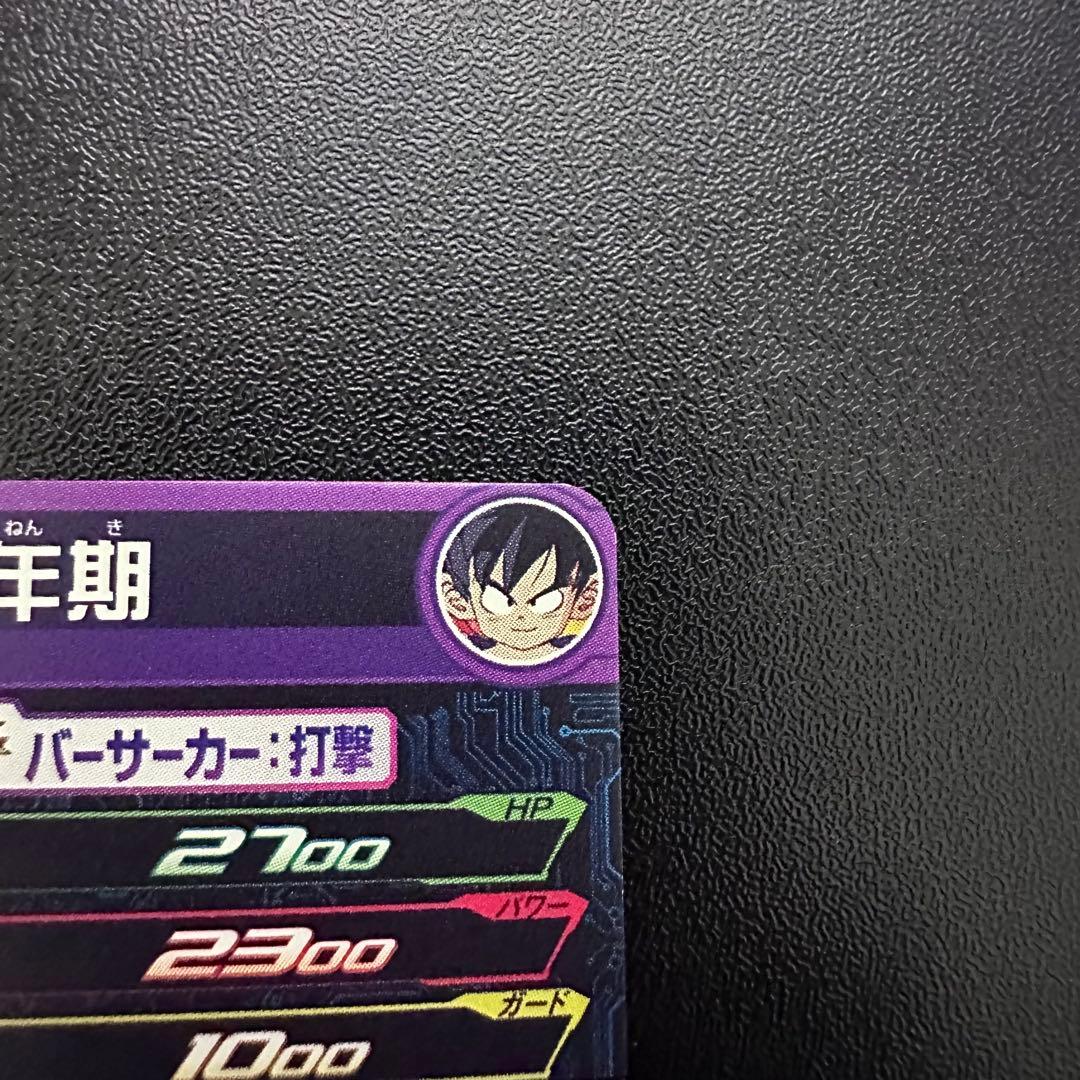 ねん き
年期
バーサーカー:打撃
HP
2700
パワー
2300
ガード
1000